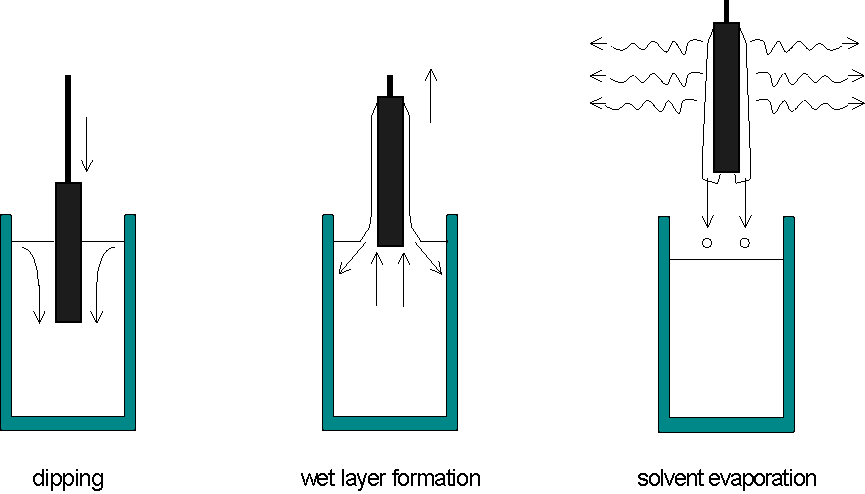 dipping
wet layer formation
solvent evaporation